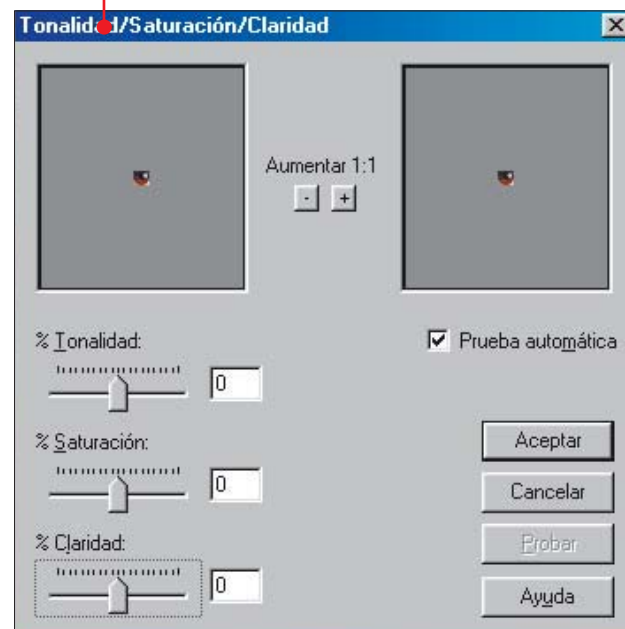 Tonalidad/Saturación/Claridad
Aumentar 1:1
- +
% Tonalidad:
0
Prueba automática
% Saturación:
0
% Claridad:
0
Aceptar
Cancelar
Probar
Ayuda